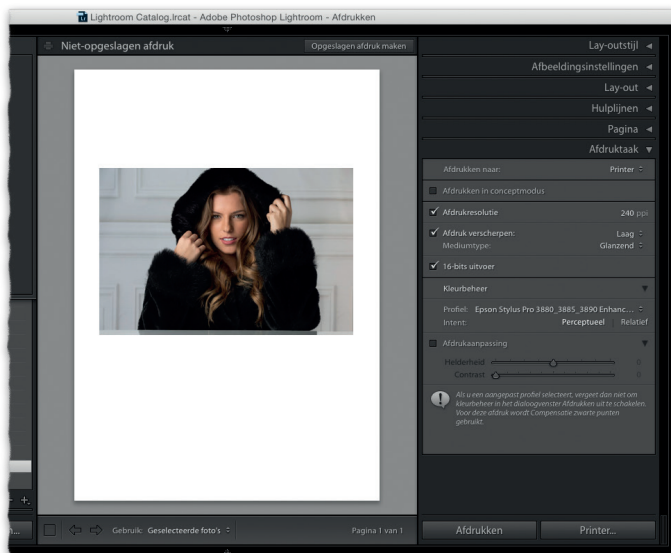 Lightroom Catalog.lrcat - Adobe Photoshop Lightroom - Afdrukken
Niet-opgeslagen afdruk
Opgeslagen afdruk maken
Lay-outstijl
Afbeeldingsinstellingen
Lay-out
Hulplijnen
Pagina
Afdruktaak
Afdrukken naar: Printer
Afdrukken in conceptmodus
Afdrukresolutie 240 ppi
Afdruk verscherpen: Laag
Mediumtype: Glanzend
16-bits uitvoer
Kleurbeheer
Profiel: Epson Stylus Pro 3880_3885_3890 Enhanc...
Intent: Perceptueel Relatief
Afdrukaanpassing
Helderheid 0
Contrast 0
Als u een aangepast profiel selecteert, vergeet dan niet om
kleurbeheer in het dialoogvenster Afdrukken uit te schakelen.
Voor deze afdruk wordt Compensatie zwarte punten
gebruikt.
Gebruik: Geselecteerde foto's
Pagina 1 van 1
Afdrukken
Printer...